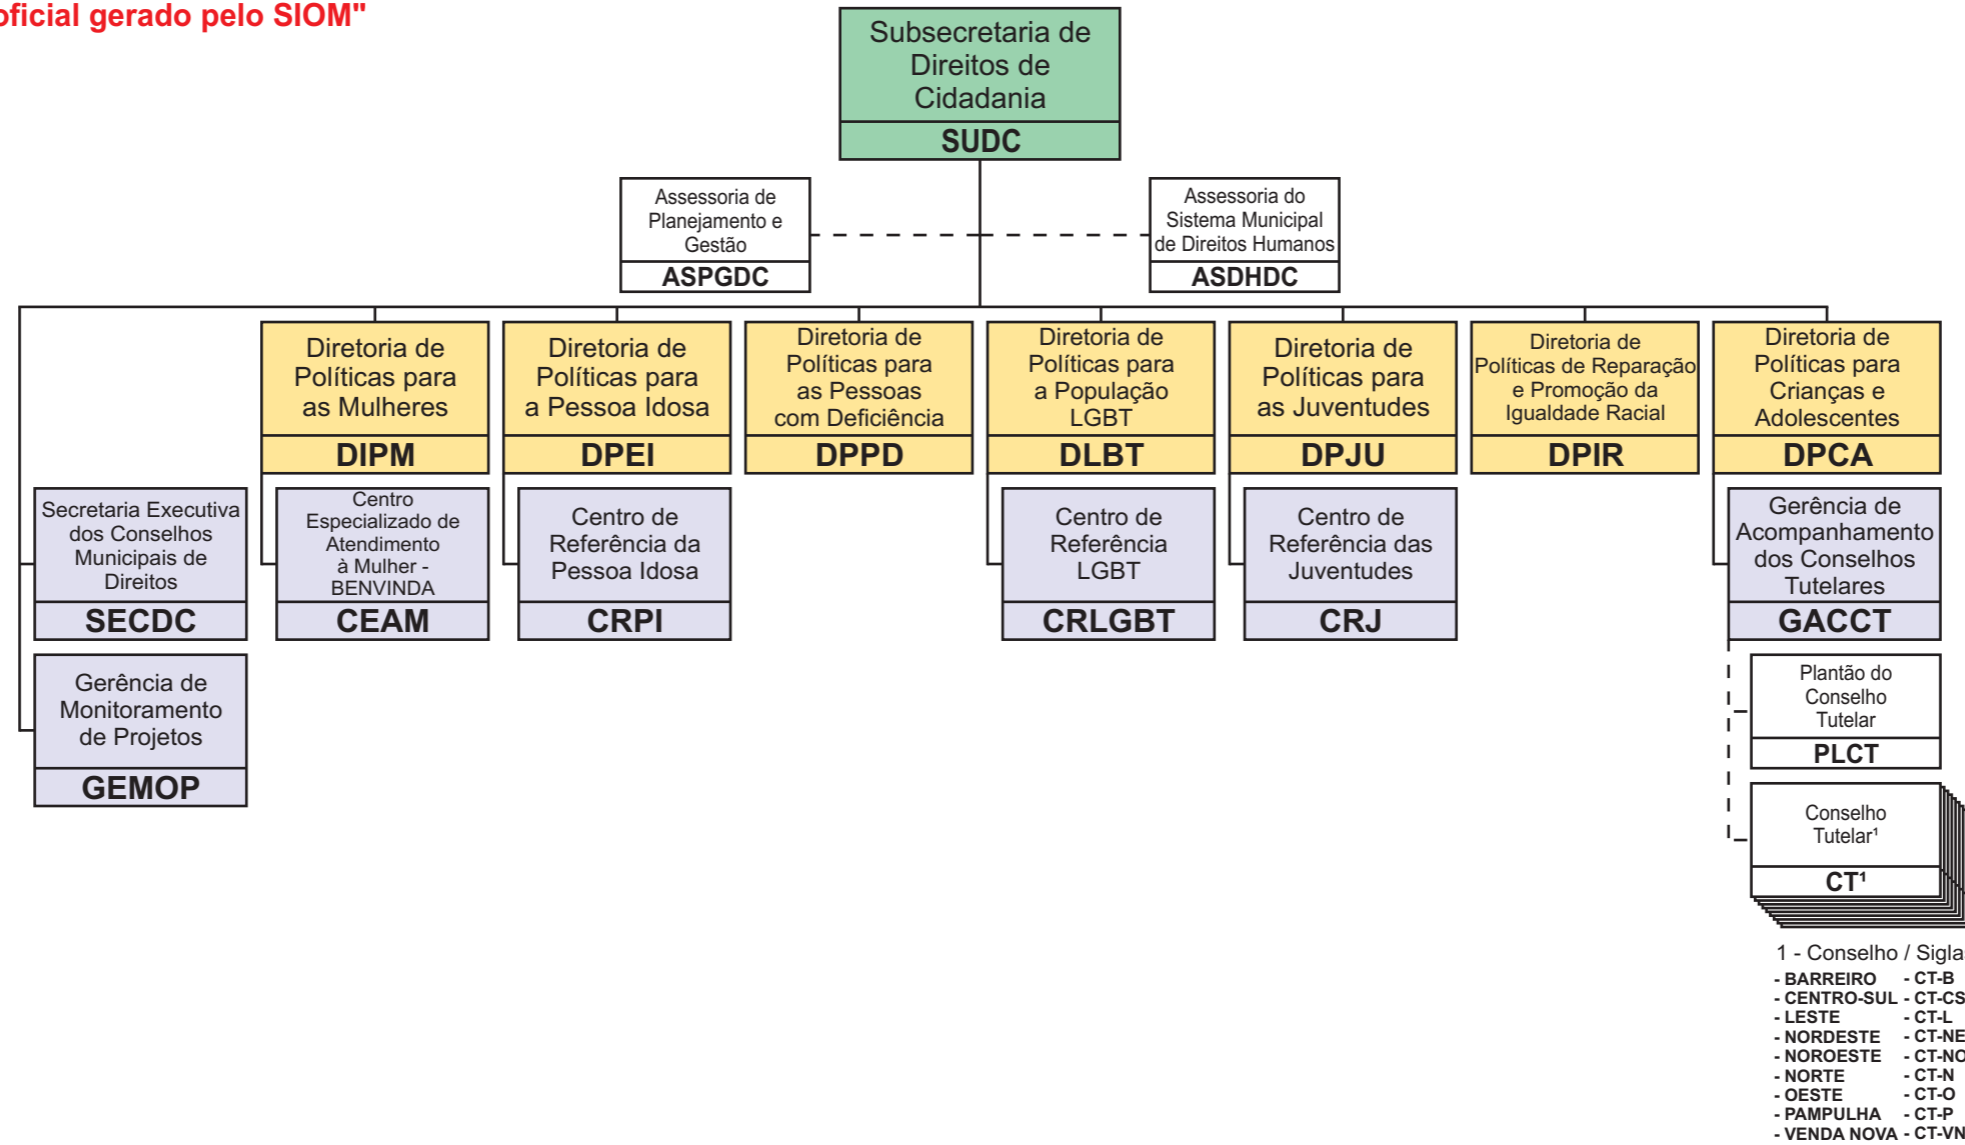 oficial gerado pelo SIOM"
Subsecretaria de
Direitos de
Cidadania
SUDC
Assessoria de
Planejamento e
Gestão
ASPGDC
Assessoria do
Sistema Municipal
de Direitos Humanos
ASDHDC
Diretoria de
Políticas para
as Mulheres
DIPM
Diretoria de
Políticas para
a Pessoa Idosa
DPEI
Diretoria de
Políticas para
as Pessoas
com Deficiência
DPPD
Diretoria de
Políticas para
a População
LGBT
DLBT
Diretoria de
Políticas para
as Juventudes
DPJU
Diretoria de
Políticas de Reparação
e Promoção da
Igualdade Racial
DPIR
Diretoria de
Políticas para
Crianças e
Adolescentes
DPCA
Secretaria Executiva
dos Conselhos
Municipais de
Direitos
SECDC
Centro
Especializado de
Atendimento
à Mulher -
BENVINDA
CEAM
Centro de
Referência da
Pessoa Idosa
CRPI
Centro de
Referência
LGBT
CRLGBT
Centro de
Referência das
Juventudes
CRJ
Gerência de
Acompanhamento
dos Conselhos
Tutelares
GACCT
Gerência de
Monitoramento
de Projetos
GEMOP
Plantão do
Conselho
Tutelar
PLCT
Conselho
Tutelar¹
CT¹
1 - Conselho / Siglas
- BARREIRO - CT-B
- CENTRO-SUL - CT-CS
- LESTE - CT-L
- NORDESTE - CT-NE
- NOROESTE - CT-NO
- NORTE - CT-N
- OESTE - CT-O
- PAMPULHA - CT-P
- VENDA NOVA - CT-VN